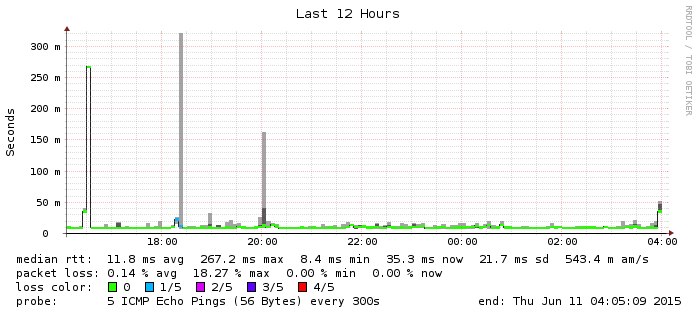 Last 12 Hours
RRDTOOL / TOBI OETIKER
Seconds
300 m
250 m
200 m
150 m
100 m
50 m
0
18:00 20:00 22:00 00:00 02:00 04:00
median rtt: 11.8 ms avg 267.2 ms max 8.4 ms min 35.3 ms now 21.7 ms sd 543.4 m am/s
packet loss: 0.14 % avg 18.27 % max 0.00 % min 0.00 % now
loss color: 0 1/5 2/5 3/5 4/5
probe: 5 ICMP Echo Pings (56 Bytes) every 300s end: Thu Jun 11 04:05:09 2015